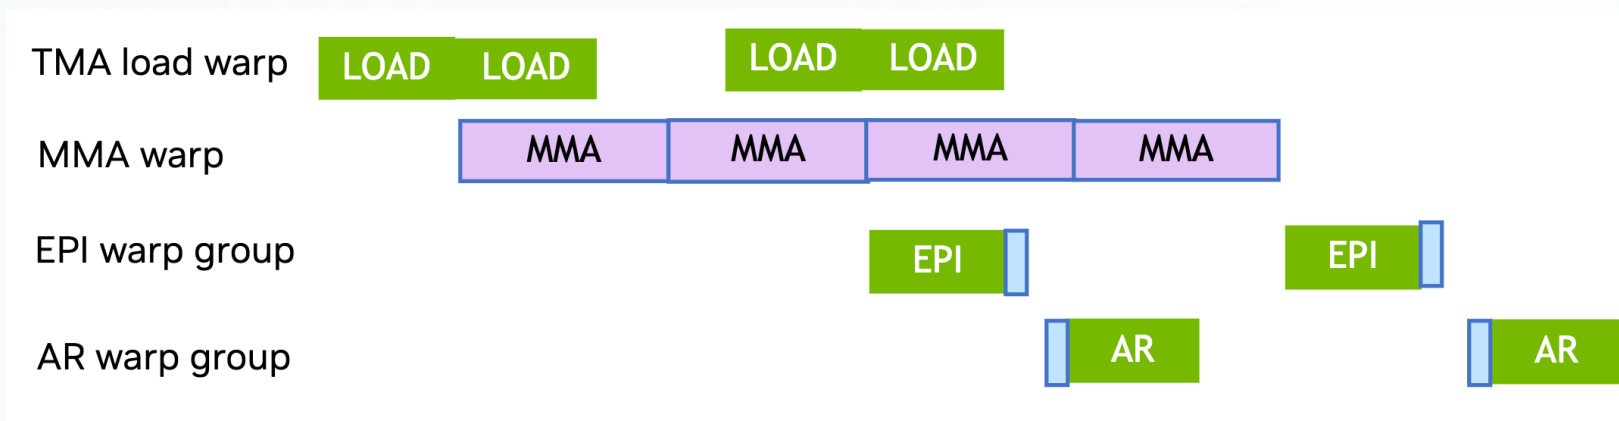 TMA load warp LOAD LOAD LOAD LOAD
MMA warp MMA MMA MMA MMA
EPI warp group EPI EPI
AR warp group AR AR